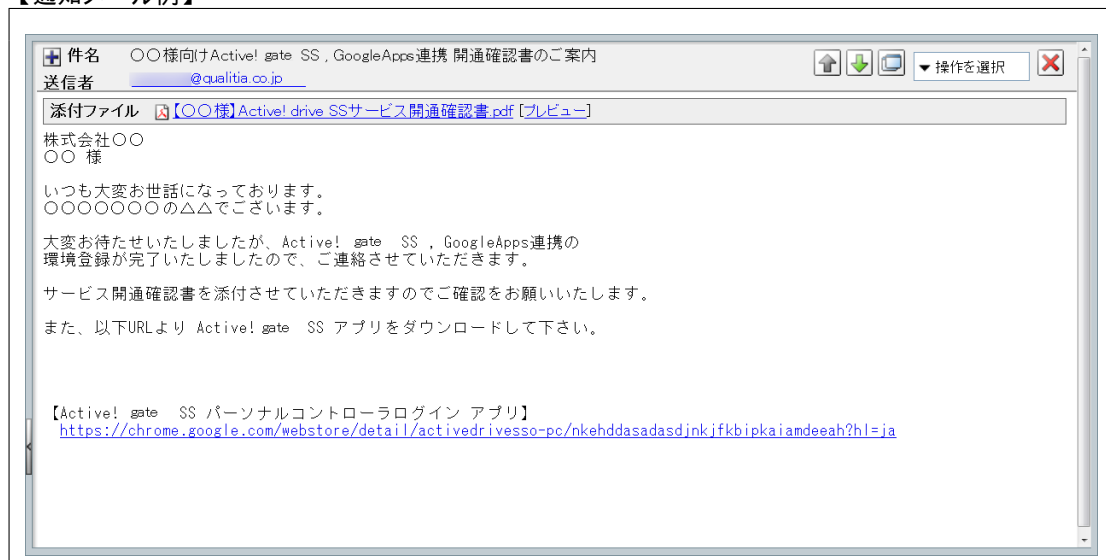 【通知メール例】
件名 〇〇様向けActive! gate SS , GoogleApps連携 開通確認書のご案内
▼操作を選択
送信者 @qualitia.co.jp
添付ファイル 【〇〇様】Active! drive SSサービス開通確認書.pdf [プレビュー]
株式会社〇〇
〇〇 様
いつも大変お世話になっております。
〇〇〇〇〇〇〇の△△でございます。
大変お待たせいたしましたが、Active! gate SS , GoogleApps連携の
環境登録が完了いたしましたので、ご連絡させていただきます。
サービス開通確認書を添付させていただきますのでご確認をお願いいたします。
また、以下URLより Active! gate SS アプリをダウンロードして下さい。
【Active! gate SS パーソナルコントローラログイン アプリ】
https://chrome.google.com/webstore/detail/activedrivesso-pc/nkehddasadasdjnkjfkbipkaiamdeeah?hl=ja